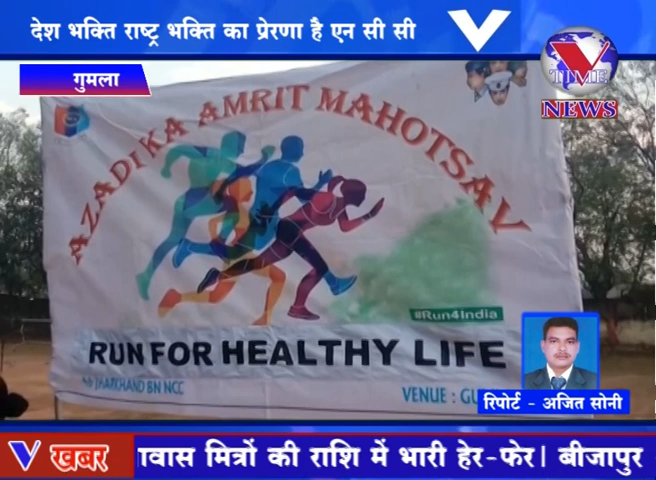 देश भक्ति राष्ट्र भक्ति का प्रेरणा है एन सी सी
गुमला
V TIME
NEWS
AZADI KA AMRIT MAHOTSAV
#Run4India
RUN FOR HEALTHY LIFE
JHARKHAND BN NCC
VENUE :
रिपोर्ट - अजित सोनी
V खबर
ावास मित्रों की राशि में भारी हेर-फेर| बीजापुर